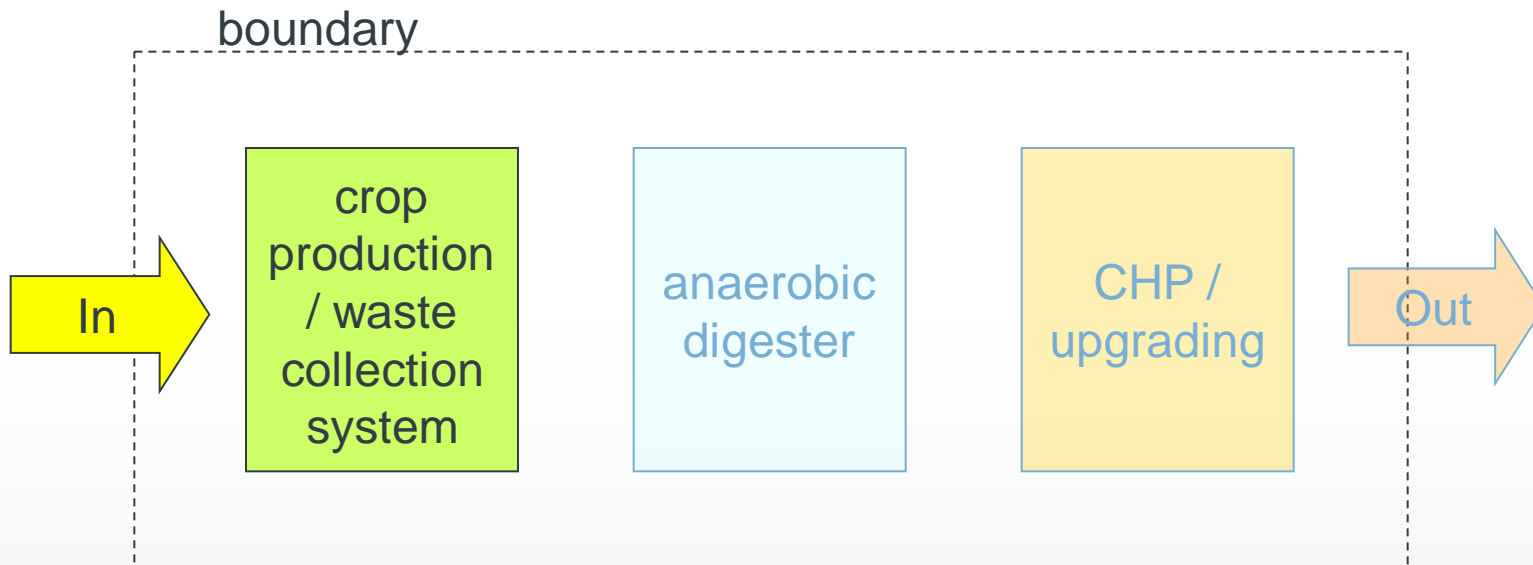 boundary
In
crop
production
/ waste
collection
system
anaerobic
digester
CHP /
upgrading
Out